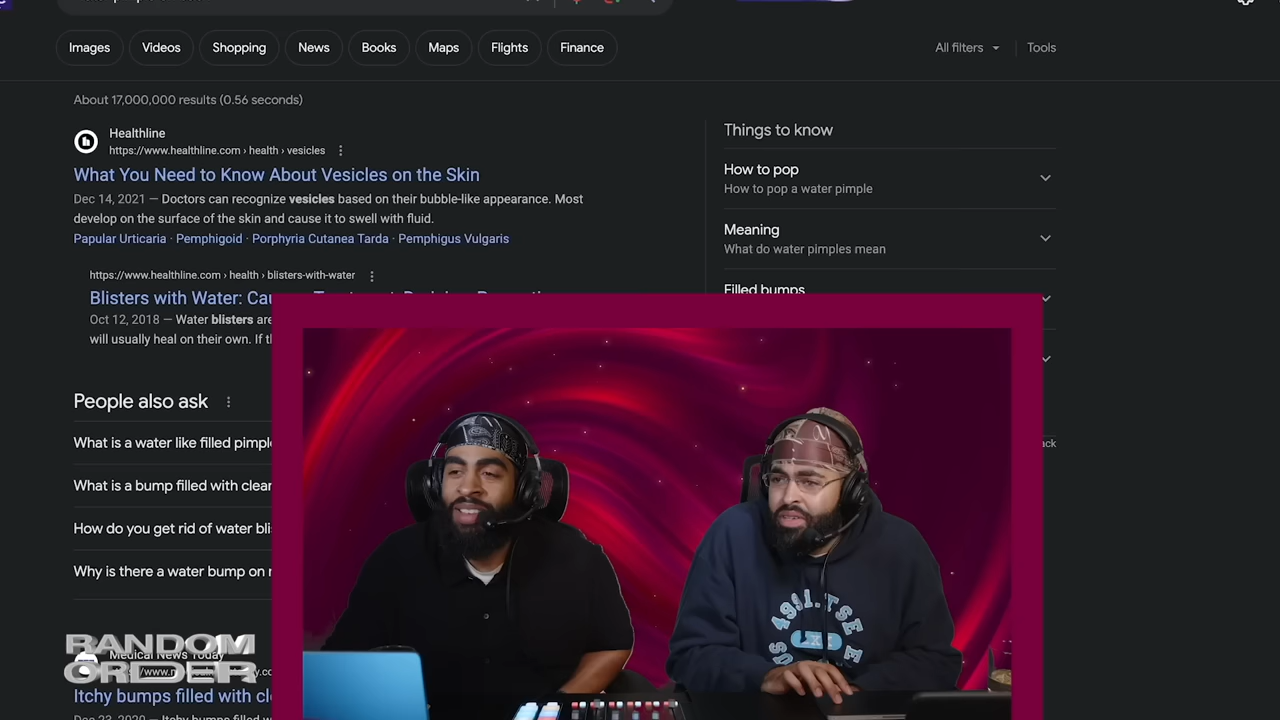 Images
Videos
Shopping
News
Books
Maps
Flights
Finance
All filters
Tools
About 17,000,000 results (0.56 seconds)
Healthline
https://www.healthline.com › health › vesicles
What You Need to Know About Vesicles on the Skin
Dec 14, 2021 — Doctors can recognize vesicles based on their bubble-like appearance. Most
develop on the surface of the skin and cause it to swell with fluid.
Papular Urticaria · Pemphigoid · Porphyria Cutanea Tarda · Pemphigus Vulgaris
https://www.healthline.com › health › blisters-with-water
Blisters with Water:
Oct 12, 2018 — Water blisters are
will usually heal on their own. If
People also ask
What is a water like filled
What is a bump filled with
How do you get rid of water
Why is there a water bump on
Medical News Today
Itchy bumps filled with
Things to know
How to pop
How to pop a water pimple
Meaning
What do water pimples mean
Filled bumps
RANDOM
ORDER